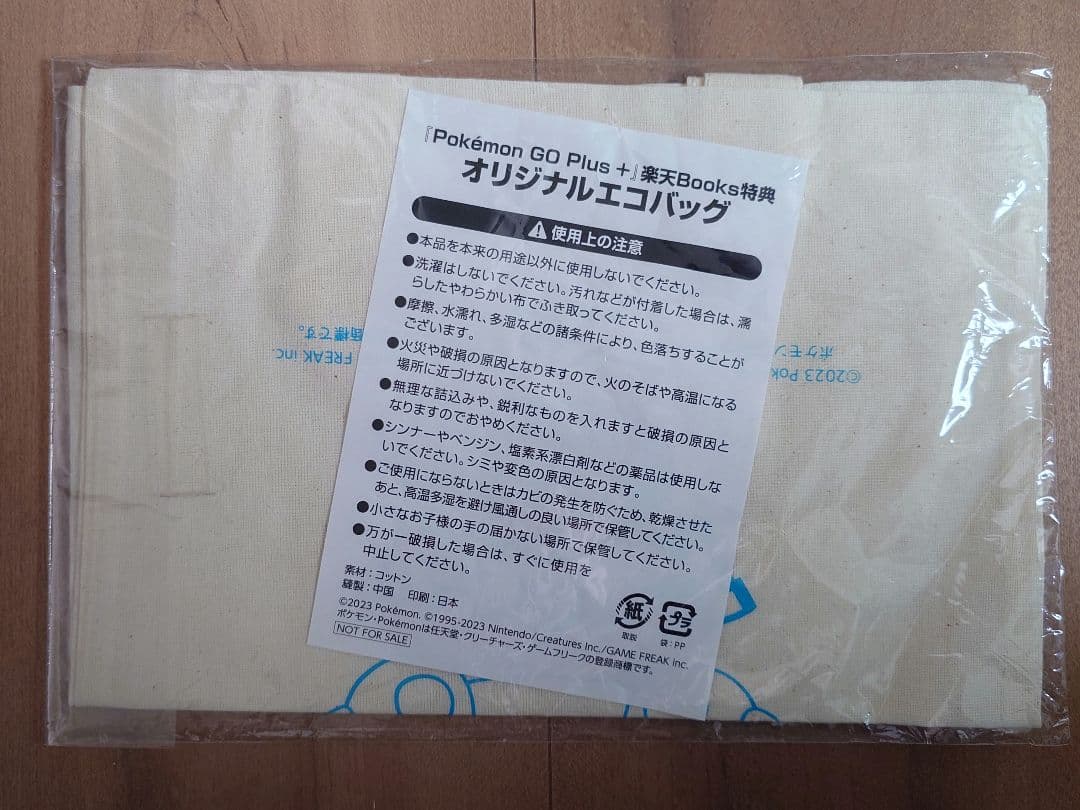 『Pokémon GO Plus +』楽天Books特典
オリジナルエコバッグ
使用上の注意
●本品を本来の用途以外に使用しないでください。
●洗濯はしないでください。汚れなどが付着した場合は、濡
らしたやわらかい布でふき取ってください。
●摩擦、水濡れ、多湿などの諸条件により、色落ちすることが
ございます。
●火災や破損の原因となりますので、火のそばや高温になる
場所に近づけないでください。
●無理な詰込みや、鋭利なものを入れますと破損の原因と
なりますのでおやめください。
●シンナーやベンジン、塩素系漂白剤などの薬品は使用しな
いでください。シミや変色の原因となります。
●ご使用にならないときはカビの発生を防ぐため、乾燥させた
あと、高温多湿を避け風通しの良い場所で保管してください。
●小さなお子様の手の届かない場所で保管してください。
●万が一破損した場合は、すぐに使用を
中止してください。
素材：コットン
縫製：中国 印刷：日本
©2023 Pokémon. ©1995-2023 Nintendo/Creatures Inc./GAME FREAK inc.
ポケモン・Pokémonは任天堂・クリーチャーズ・ゲームフリークの登録商標です。
NOT FOR SALE
紙
取説
プラ
袋：PP
©2023 Pok
ポケモン
FREAK inc
商標です。